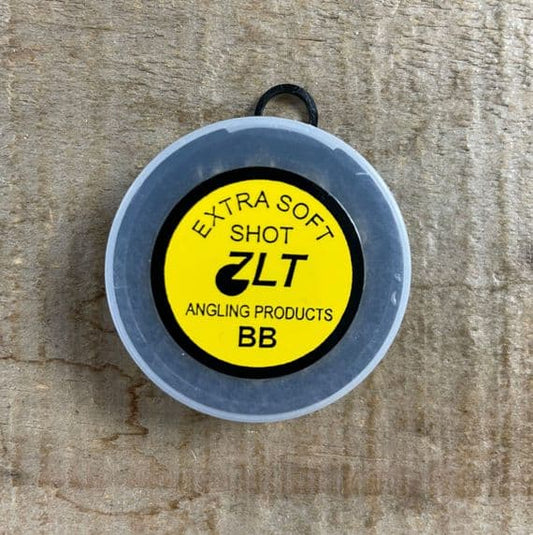 EXTRA SOFT
SHOT
ZLT
ANGLING PRODUCTS
BB